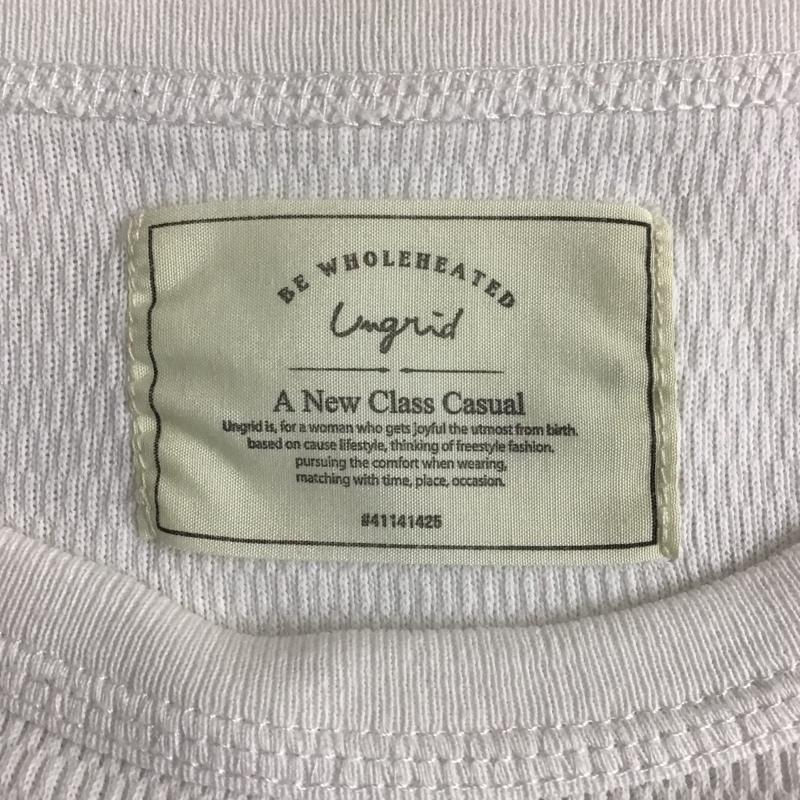 BE WHOLEHEATED
Ungrid
A New Class Casual
Ungrid is, for a woman who gets joyful the utmost from birth.
based on cause lifestyle, thinking of freestyle fashion.
pursuing the comfort when wearing,
matching with time, place, occasion.
#41141425